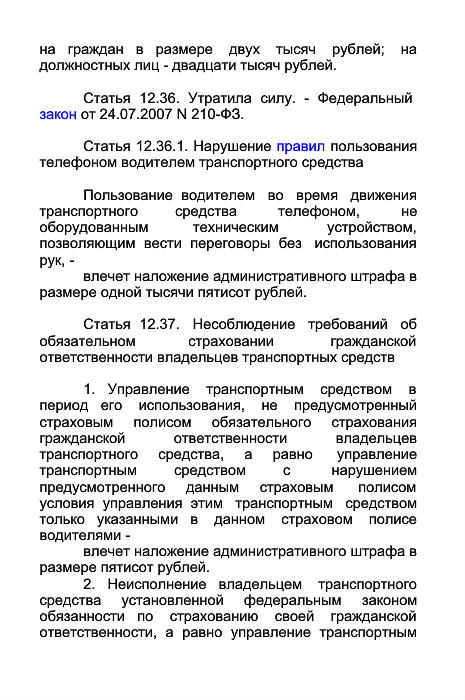 на граждан в размере двух тысяч рублей; на
должностных лиц - двадцати тысяч рублей.
Статья 12.36. Утратила силу. - Федеральный
закон от 24.07.2007 N 210-ФЗ.
Статья 12.36.1. Нарушение правил пользования
телефоном водителем транспортного средства
Пользование водителем во время движения
транспортного средства телефоном, не
оборудованным техническим устройством,
позволяющим вести переговоры без использования
рук, -
влечет наложение административного штрафа в
размере одной тысячи пятисот рублей.
Статья 12.37. Несоблюдение требований об
обязательном страховании гражданской
ответственности владельцев транспортных средств
1. Управление транспортным средством в
период его использования, не предусмотренный
страховым полисом обязательного страхования
гражданской ответственности владельцев
транспортного средства, а равно управление
транспортным средством с нарушением
предусмотренного данным страховым полисом
условия управления этим транспортным средством
только указанными в данном страховом полисе
водителями -
влечет наложение административного штрафа в
размере пятисот рублей.
2. Неисполнение владельцем транспортного
средства установленной федеральным законом
обязанности по страхованию своей гражданской
ответственности, а равно управление транспортным